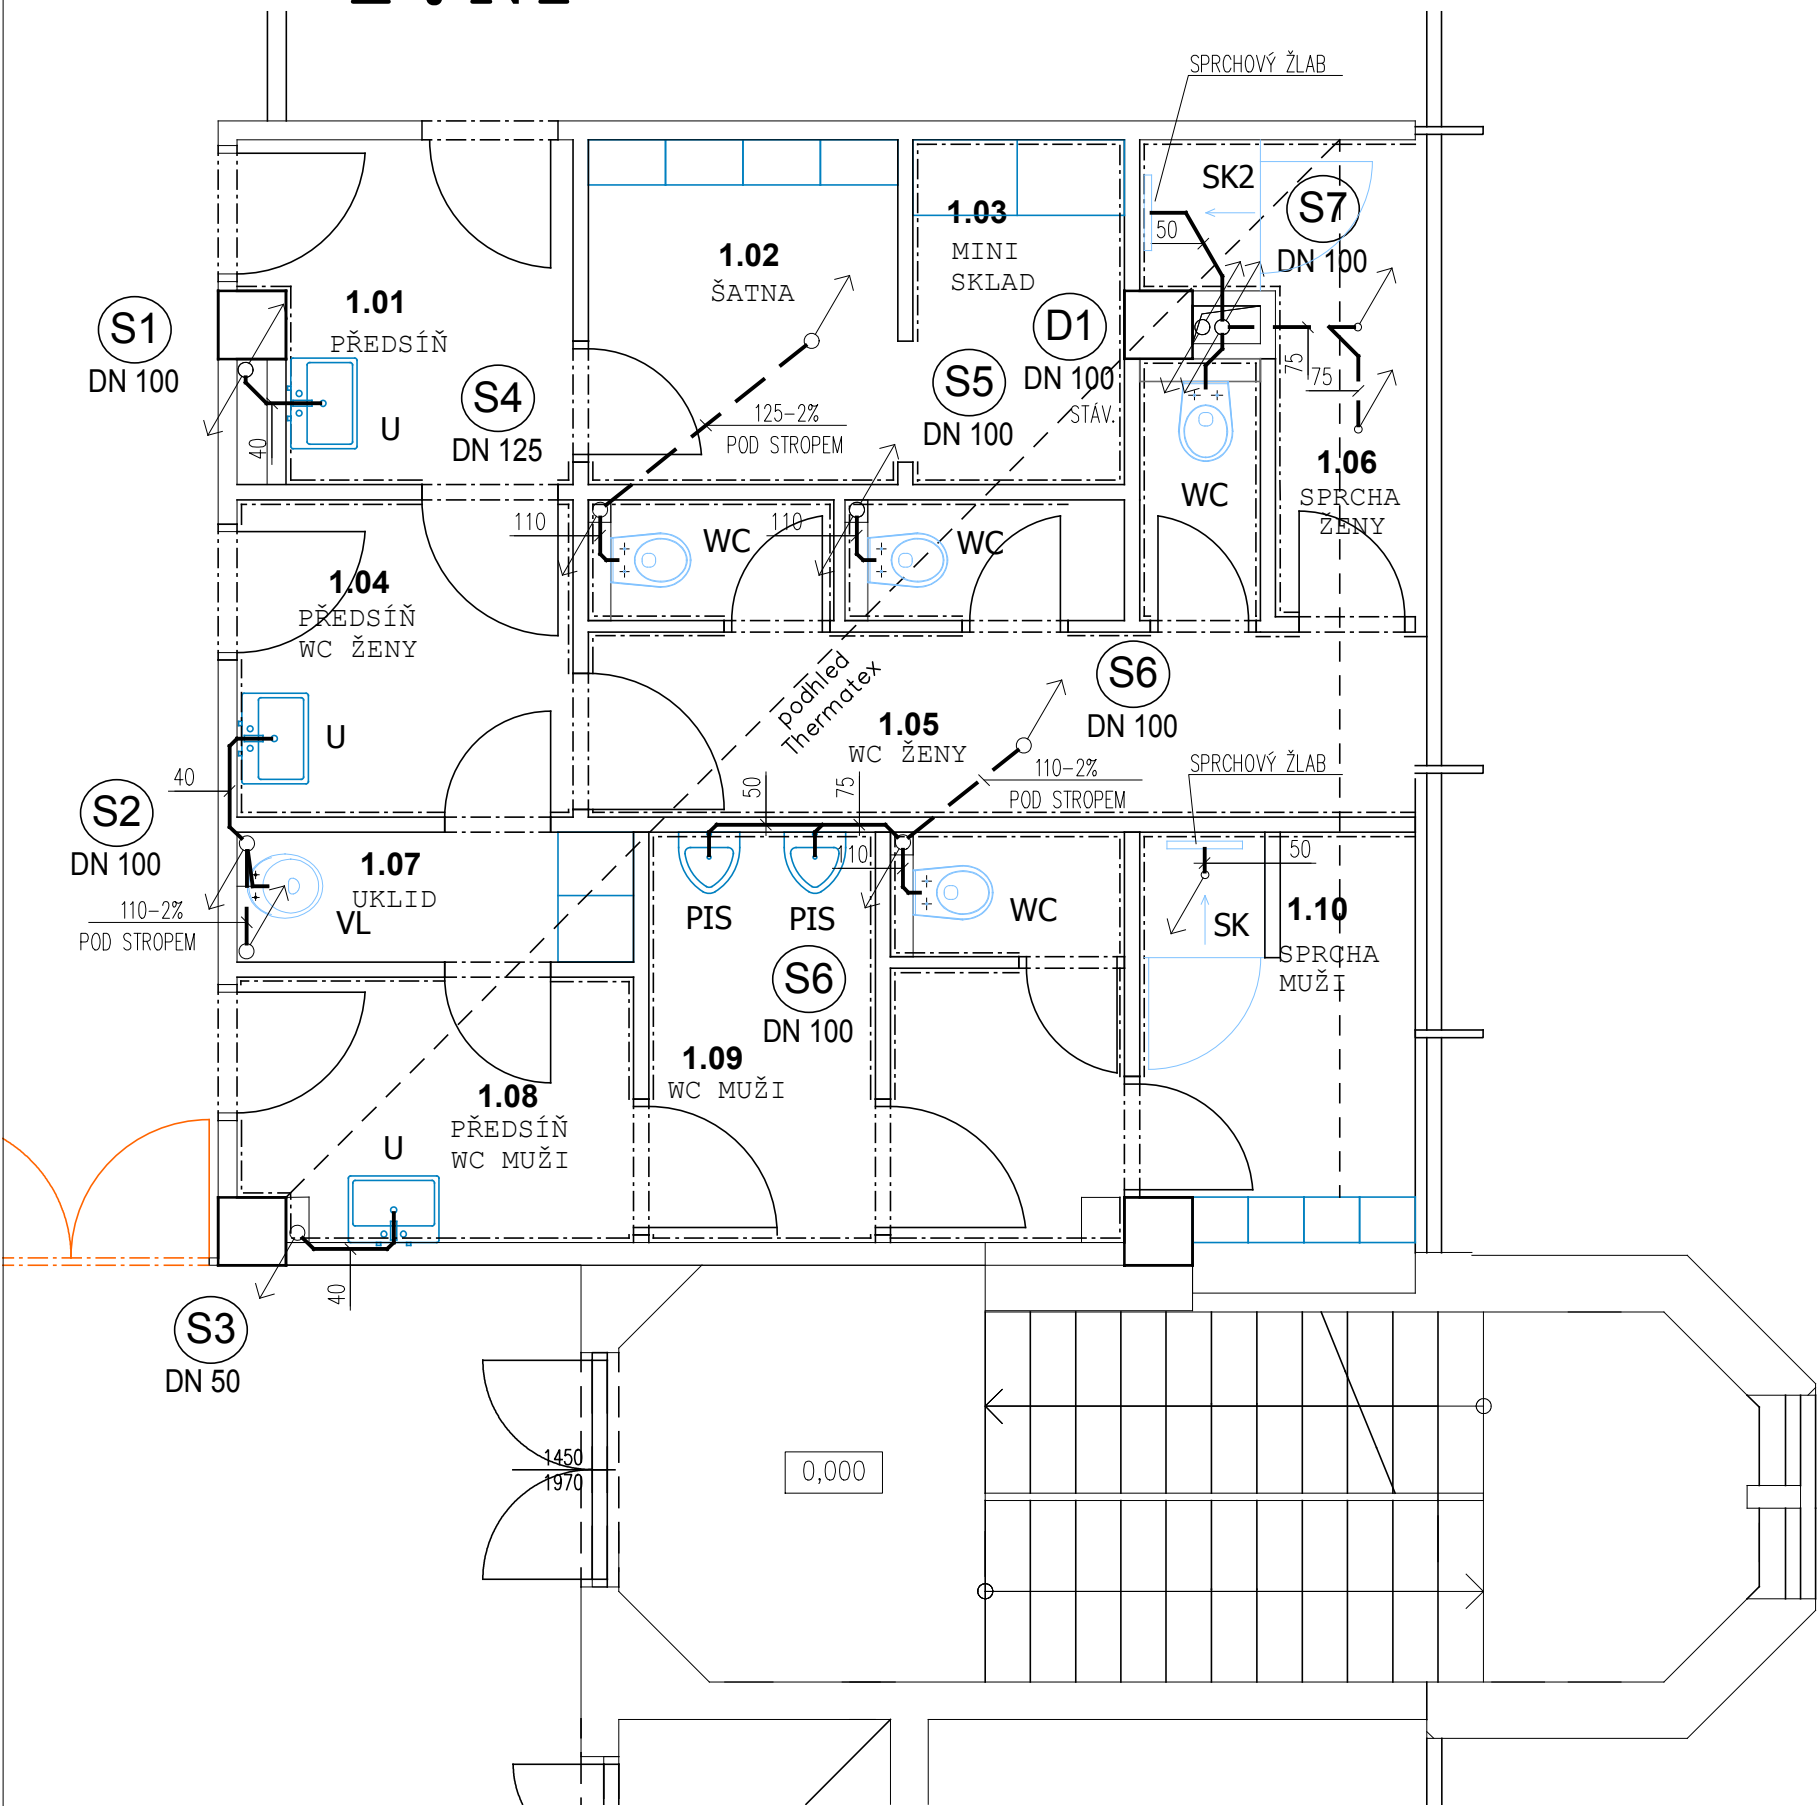 SPRCHOVÝ ŽLAB
SK2
S7
DN 100
50
1.03
MINI
SKLAD
1.02
ŠATNA
1.01
PŘEDSÍŇ
S1
DN 100
D1
DN 100
STÁV.
75
75
S4
DN 125
S5
DN 100
125-2%
POD STROPEM
U
40
1.06
SPRCHA
ŽENY
WC
110
WC
110
WC
1.04
PŘEDSÍŇ
WC ŽENY
podhled
Thermatex
S6
DN 100
1.05
WC ŽENY
U
40
S2
DN 100
50
75
110-2%
POD STROPEM
SPRCHOVÝ ŽLAB
50
1.07
UKLID
VL
110-2%
POD STROPEM
110
PIS
PIS
WC
SK
1.10
SPRCHA
MUŽI
S6
DN 100
1.09
WC MUŽI
1.08
PŘEDSÍŇ
WC MUŽI
U
40
S3
DN 50
1450
1970
0,000